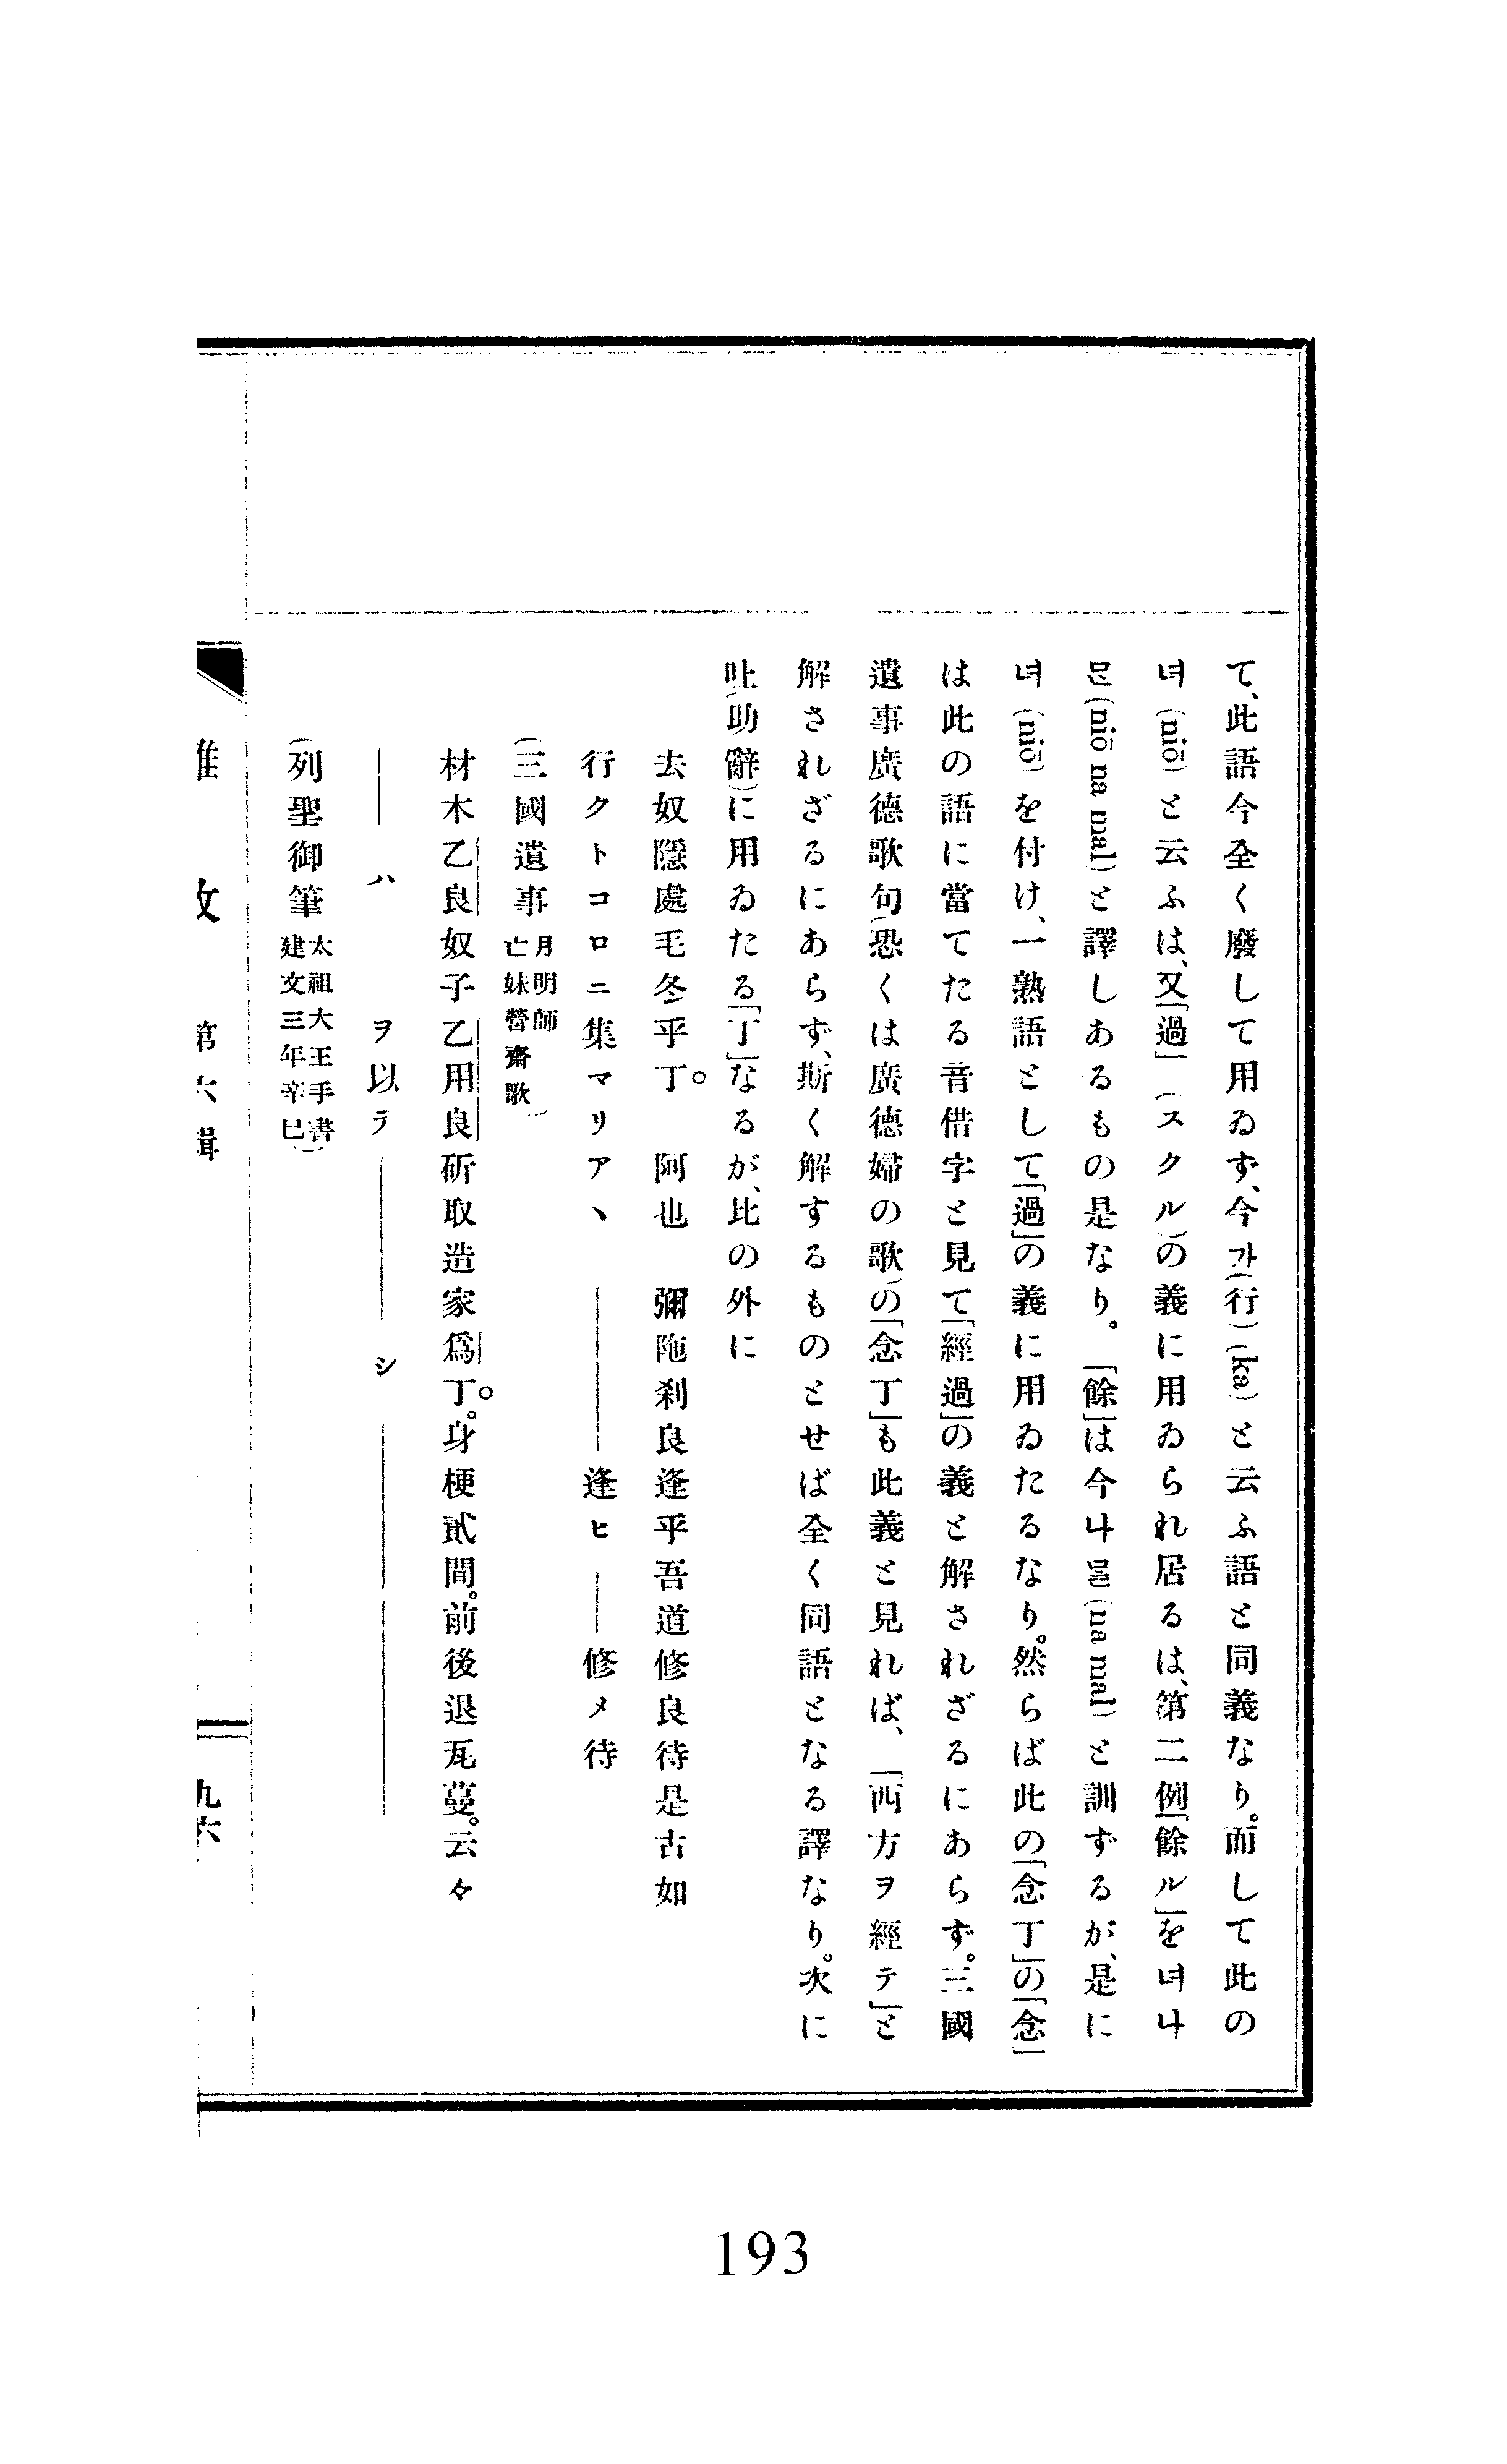 て、此語今全く廢して用ゐず、今가(行)(ka)と云ふ語と同義なり。而して此の
녀(niŏ)と云ふは、又「過」(スクル)の義に用ゐられ居るは、第二例「餘ル」を녀나
믄(niŏ na mal)と譯しあるもの是なり。「餘」は今나믈(na mal)と訓ずるが、是に
녀(niŏ)を付け、一熟語として「過」の義に用ゐたるなり。然らば此の「念丁」の「念」
は此の語に當てたる音借字と見て「經過」の義と解されざるにあらず。三國
遺事廣德歌句(恐くは廣德婦の歌)の「念丁」も此義と見れば、「西方ヲ經テ」と
解されざるにあらず、斯く解するものとせば全く同語となる譯なり。次に
吐(助辭)に用ゐたる「丁」なるが、此の外に
去奴隱處毛冬乎丁。 阿也 彌陁刹良逢乎吾道修良待是古如
行クトコロニ集マリアヽ ―― 逢ヒ ― 修メ待
(三國遺事 月明師亡妹營齋歌)
材木乙良奴子乙用良斫取造家爲丁。身梗貳間。前後退瓦蔓。云々
― ハ ヲ以テ ―― シ ――
(列聖御筆 太祖大王手書建文三年辛巳)
雜攷 第六輯 九六
193